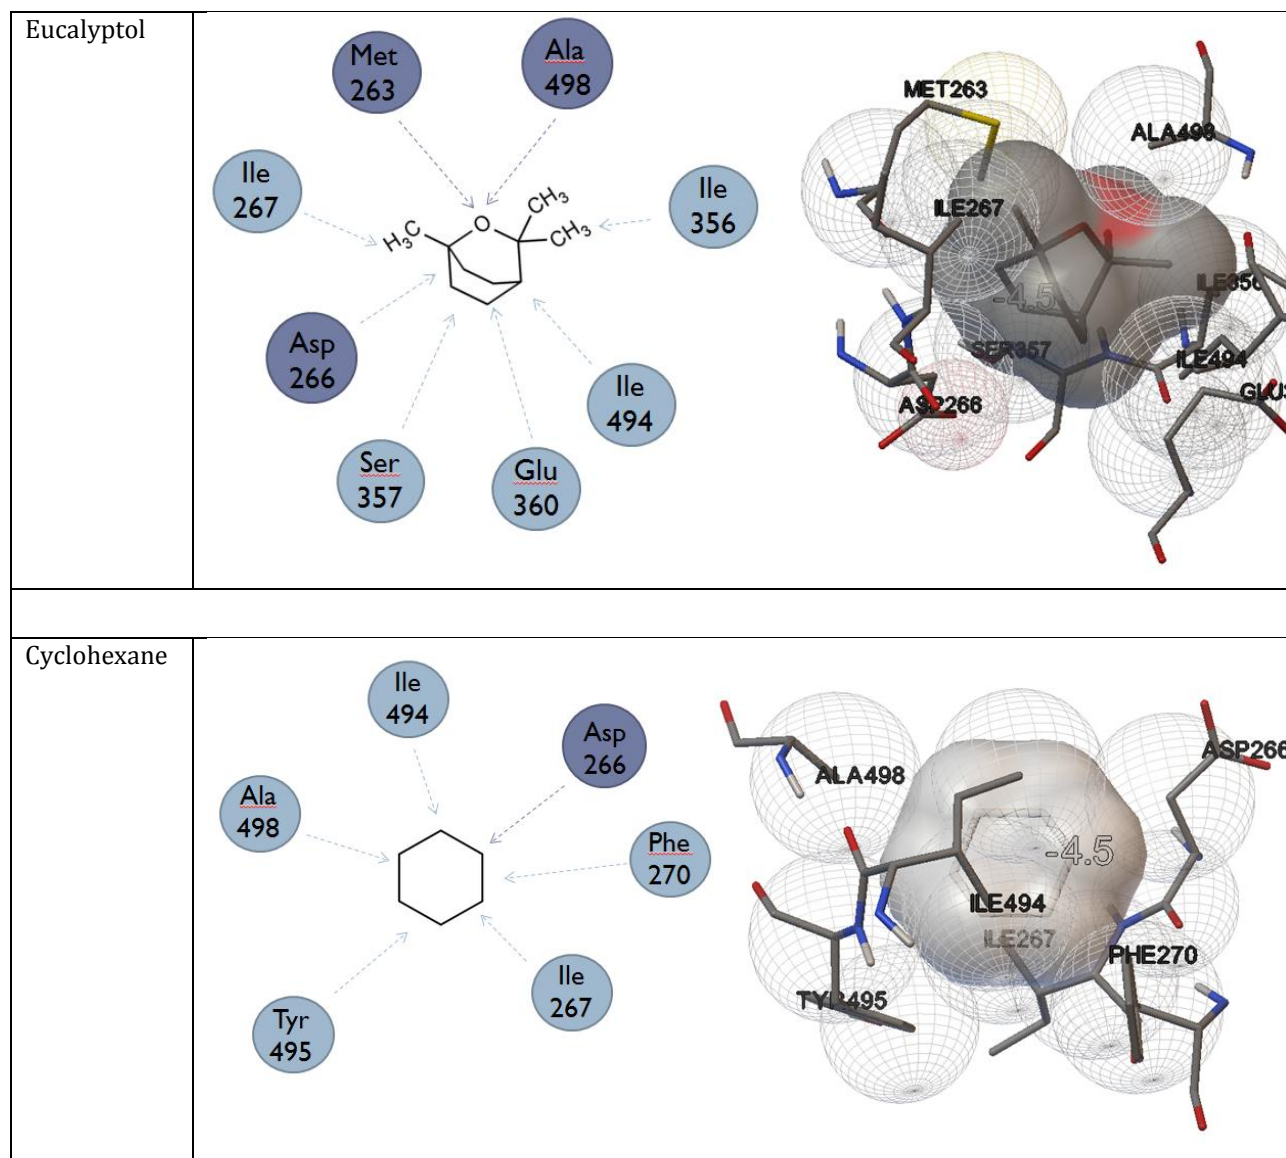 Eucalyptol
Met
263
Ala
498
Ile
267
Ile
356
H₃C
O
CH₃
CH₃
Asp
266
Ile
494
Ser
357
Glu
360
MET263
ALA498
ILE267
-4.5
ILE356
SER357
ILE494
ASP266
GLU3
Cyclohexane
Ile
494
Asp
266
Ala
498
Phe
270
Ile
267
Tyr
495
ASP266
ALA498
-4.5
ILE494
ILE267
PHE270
TYR495